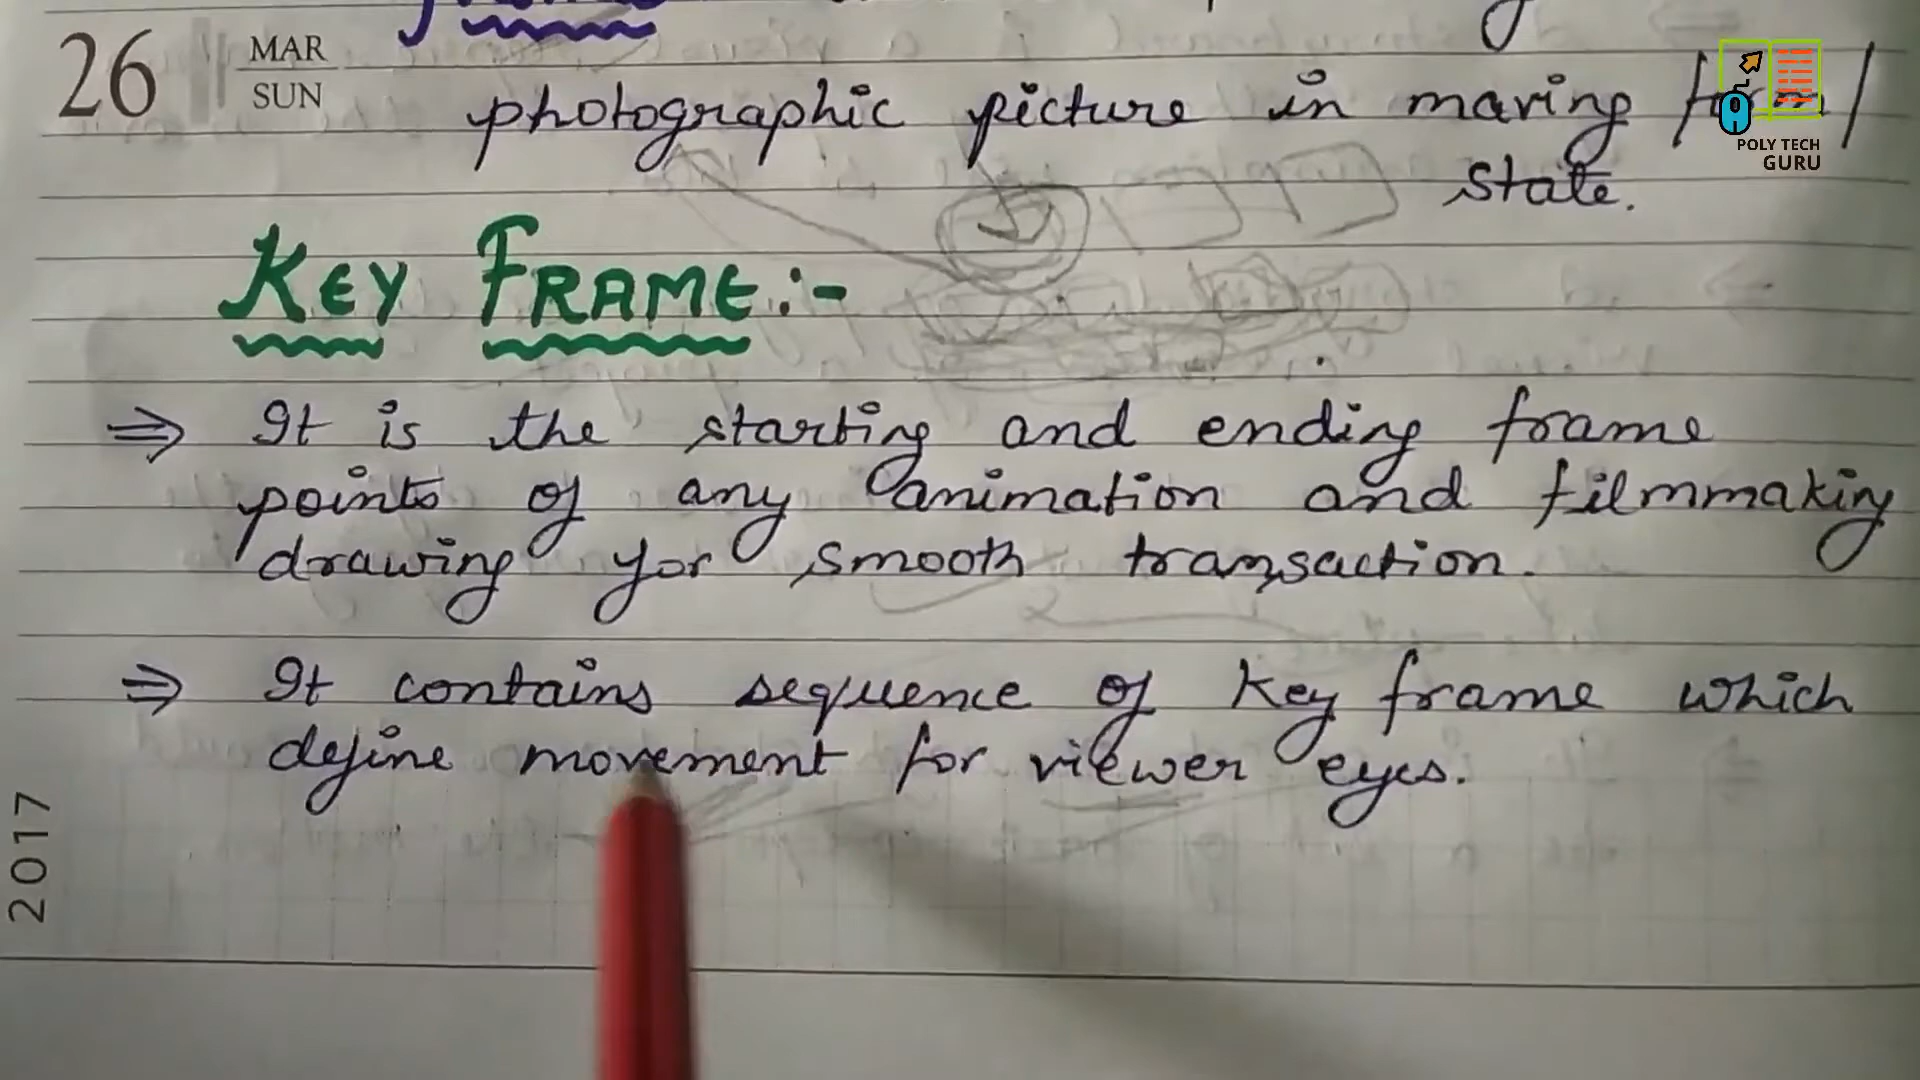 26 MAR
SUN
photographic picture in maving form/
state.
POLY TECH
GURU
KEY FRAME:-
⇒ It is the starting and ending frame
points of any animation and filmmaking
drawing for smooth transaction.
⇒ It contains sequence of key frame which
define movement for viewer eyes.
2017